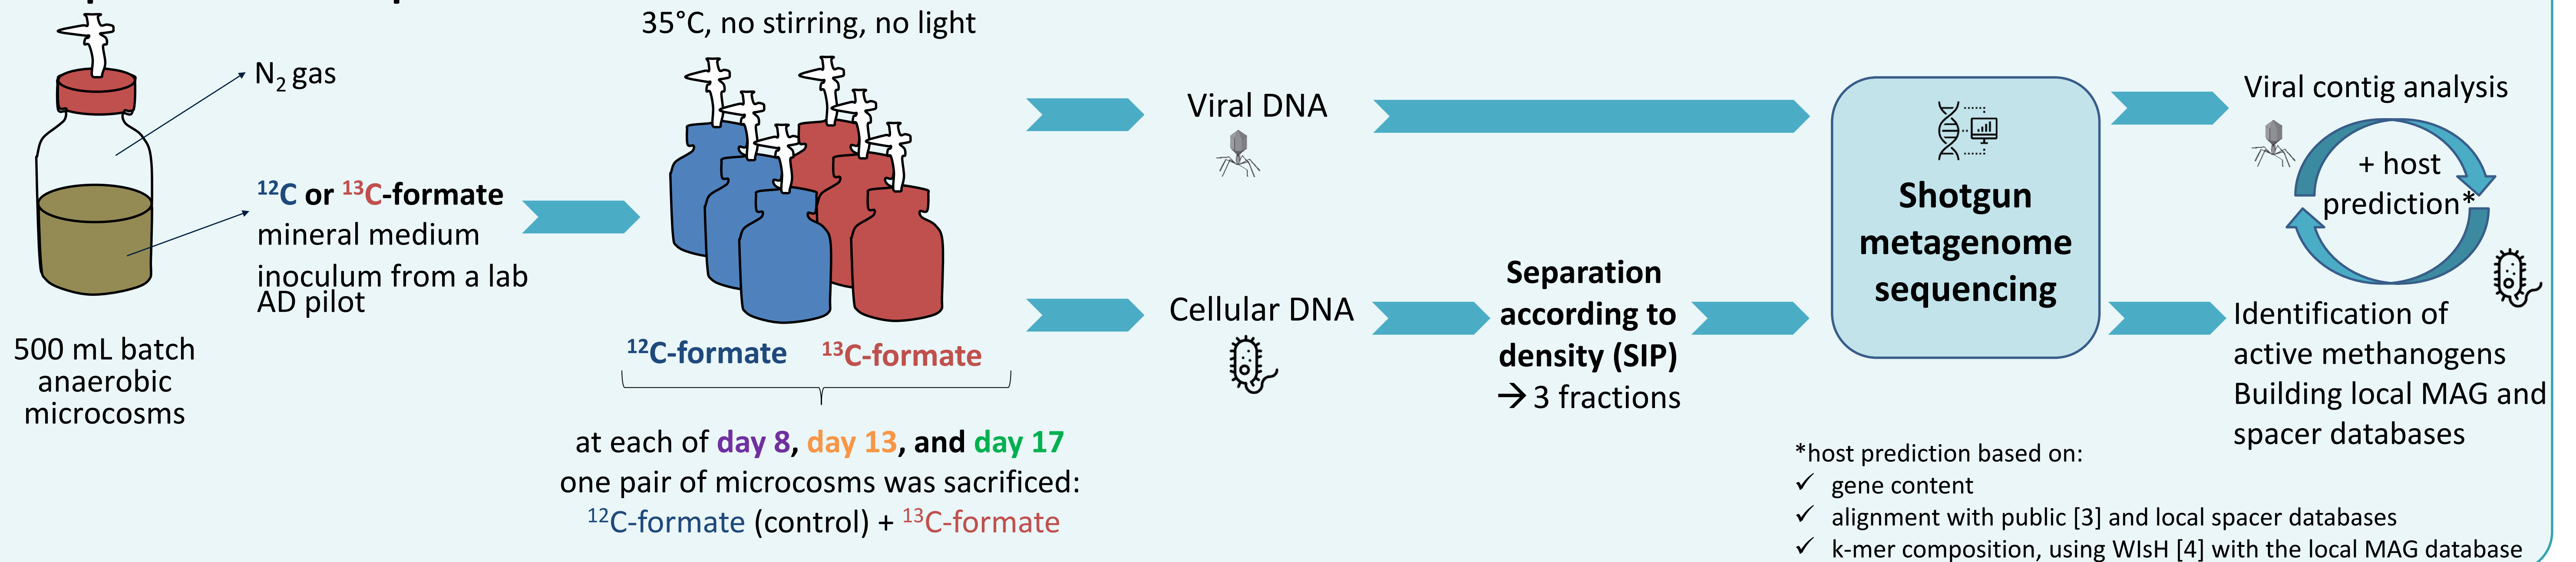 N₂ gas
¹²C or ¹³C-formate
mineral medium
inoculum from a lab
AD pilot
500 mL batch
anaerobic
microcosms
35°C, no stirring, no light
¹²C-formate ¹³C-formate
at each of day 8, day 13, and day 17
one pair of microcosms was sacrificed:
¹²C-formate (control) + ¹³C-formate
Viral DNA
Cellular DNA
Separation
according to
density (SIP)
→ 3 fractions
Shotgun
metagenome
sequencing
Viral contig analysis
+ host
prediction*
Identification of
active methanogens
Building local MAG and
spacer databases
*host prediction based on:
✓ gene content
✓ alignment with public [3] and local spacer databases
✓ k-mer composition, using WIsH [4] with the local MAG database